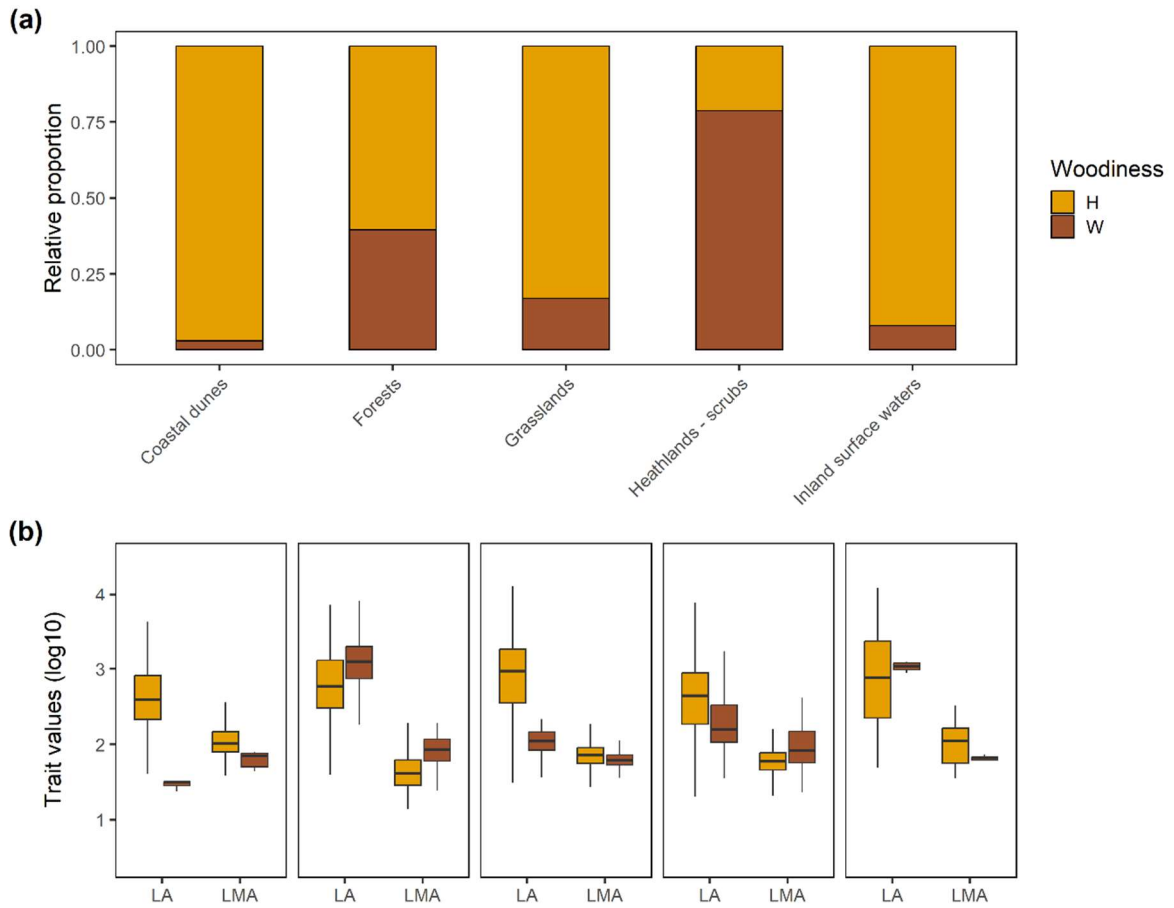 (a)
Relative proportion
1.00
0.75
0.50
0.25
0.00
Coastal dunes
Forests
Grasslands
Heathlands - scrubs
Inland surface waters
Woodiness
H
W
(b)
Trait values (log10)
4
3
2
1
LA LMA LA LMA LA LMA LA LMA LA LMA